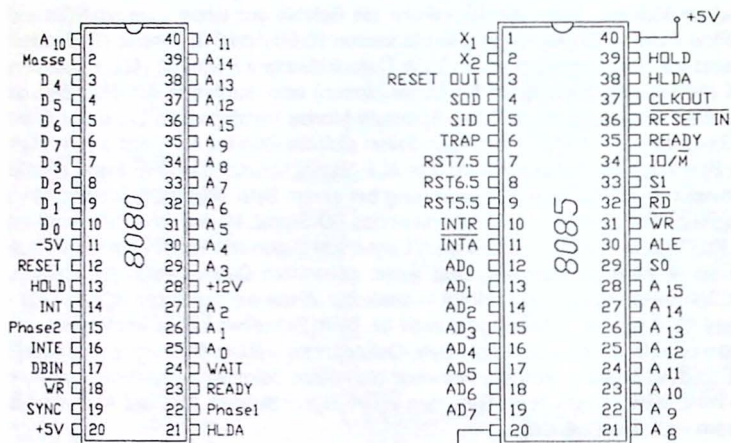 A10 1 40 A11
Masse 2 39 A14
D4 3 38 A13
D5 4 37 A12
D6 5 36 A15
D7 6 35 A9
D3 7 34 A8
D2 8 33 A7
D1 9 32 A6
D0 10 31 A5
-5V 11 30 A4
RESET 12 29 A3
HOLD 13 28 +12V
INT 14 27 A2
Phase2 15 26 A1
INTE 16 25 A0
DBIN 17 24 WAIT
WR 18 23 READY
SYNC 19 22 Phase1
+5V 20 21 HLDA
8080
+5V
X1 1 40
X2 2 39 HOLD
RESET OUT 3 38 HLDA
SOD 4 37 CLKOUT
SID 5 36 RESET IN
TRAP 6 35 READY
RST7.5 7 34 IO/M
RST6.5 8 33 S1
RST5.5 9 32 RD
INTR 10 31 WR
INTA 11 30 ALE
AD0 12 29 S0
AD1 13 28 A15
AD2 14 27 A14
AD3 15 26 A13
AD4 16 25 A12
AD5 17 24 A11
AD6 18 23 A10
AD7 19 22 A9
20 21 A8
8085